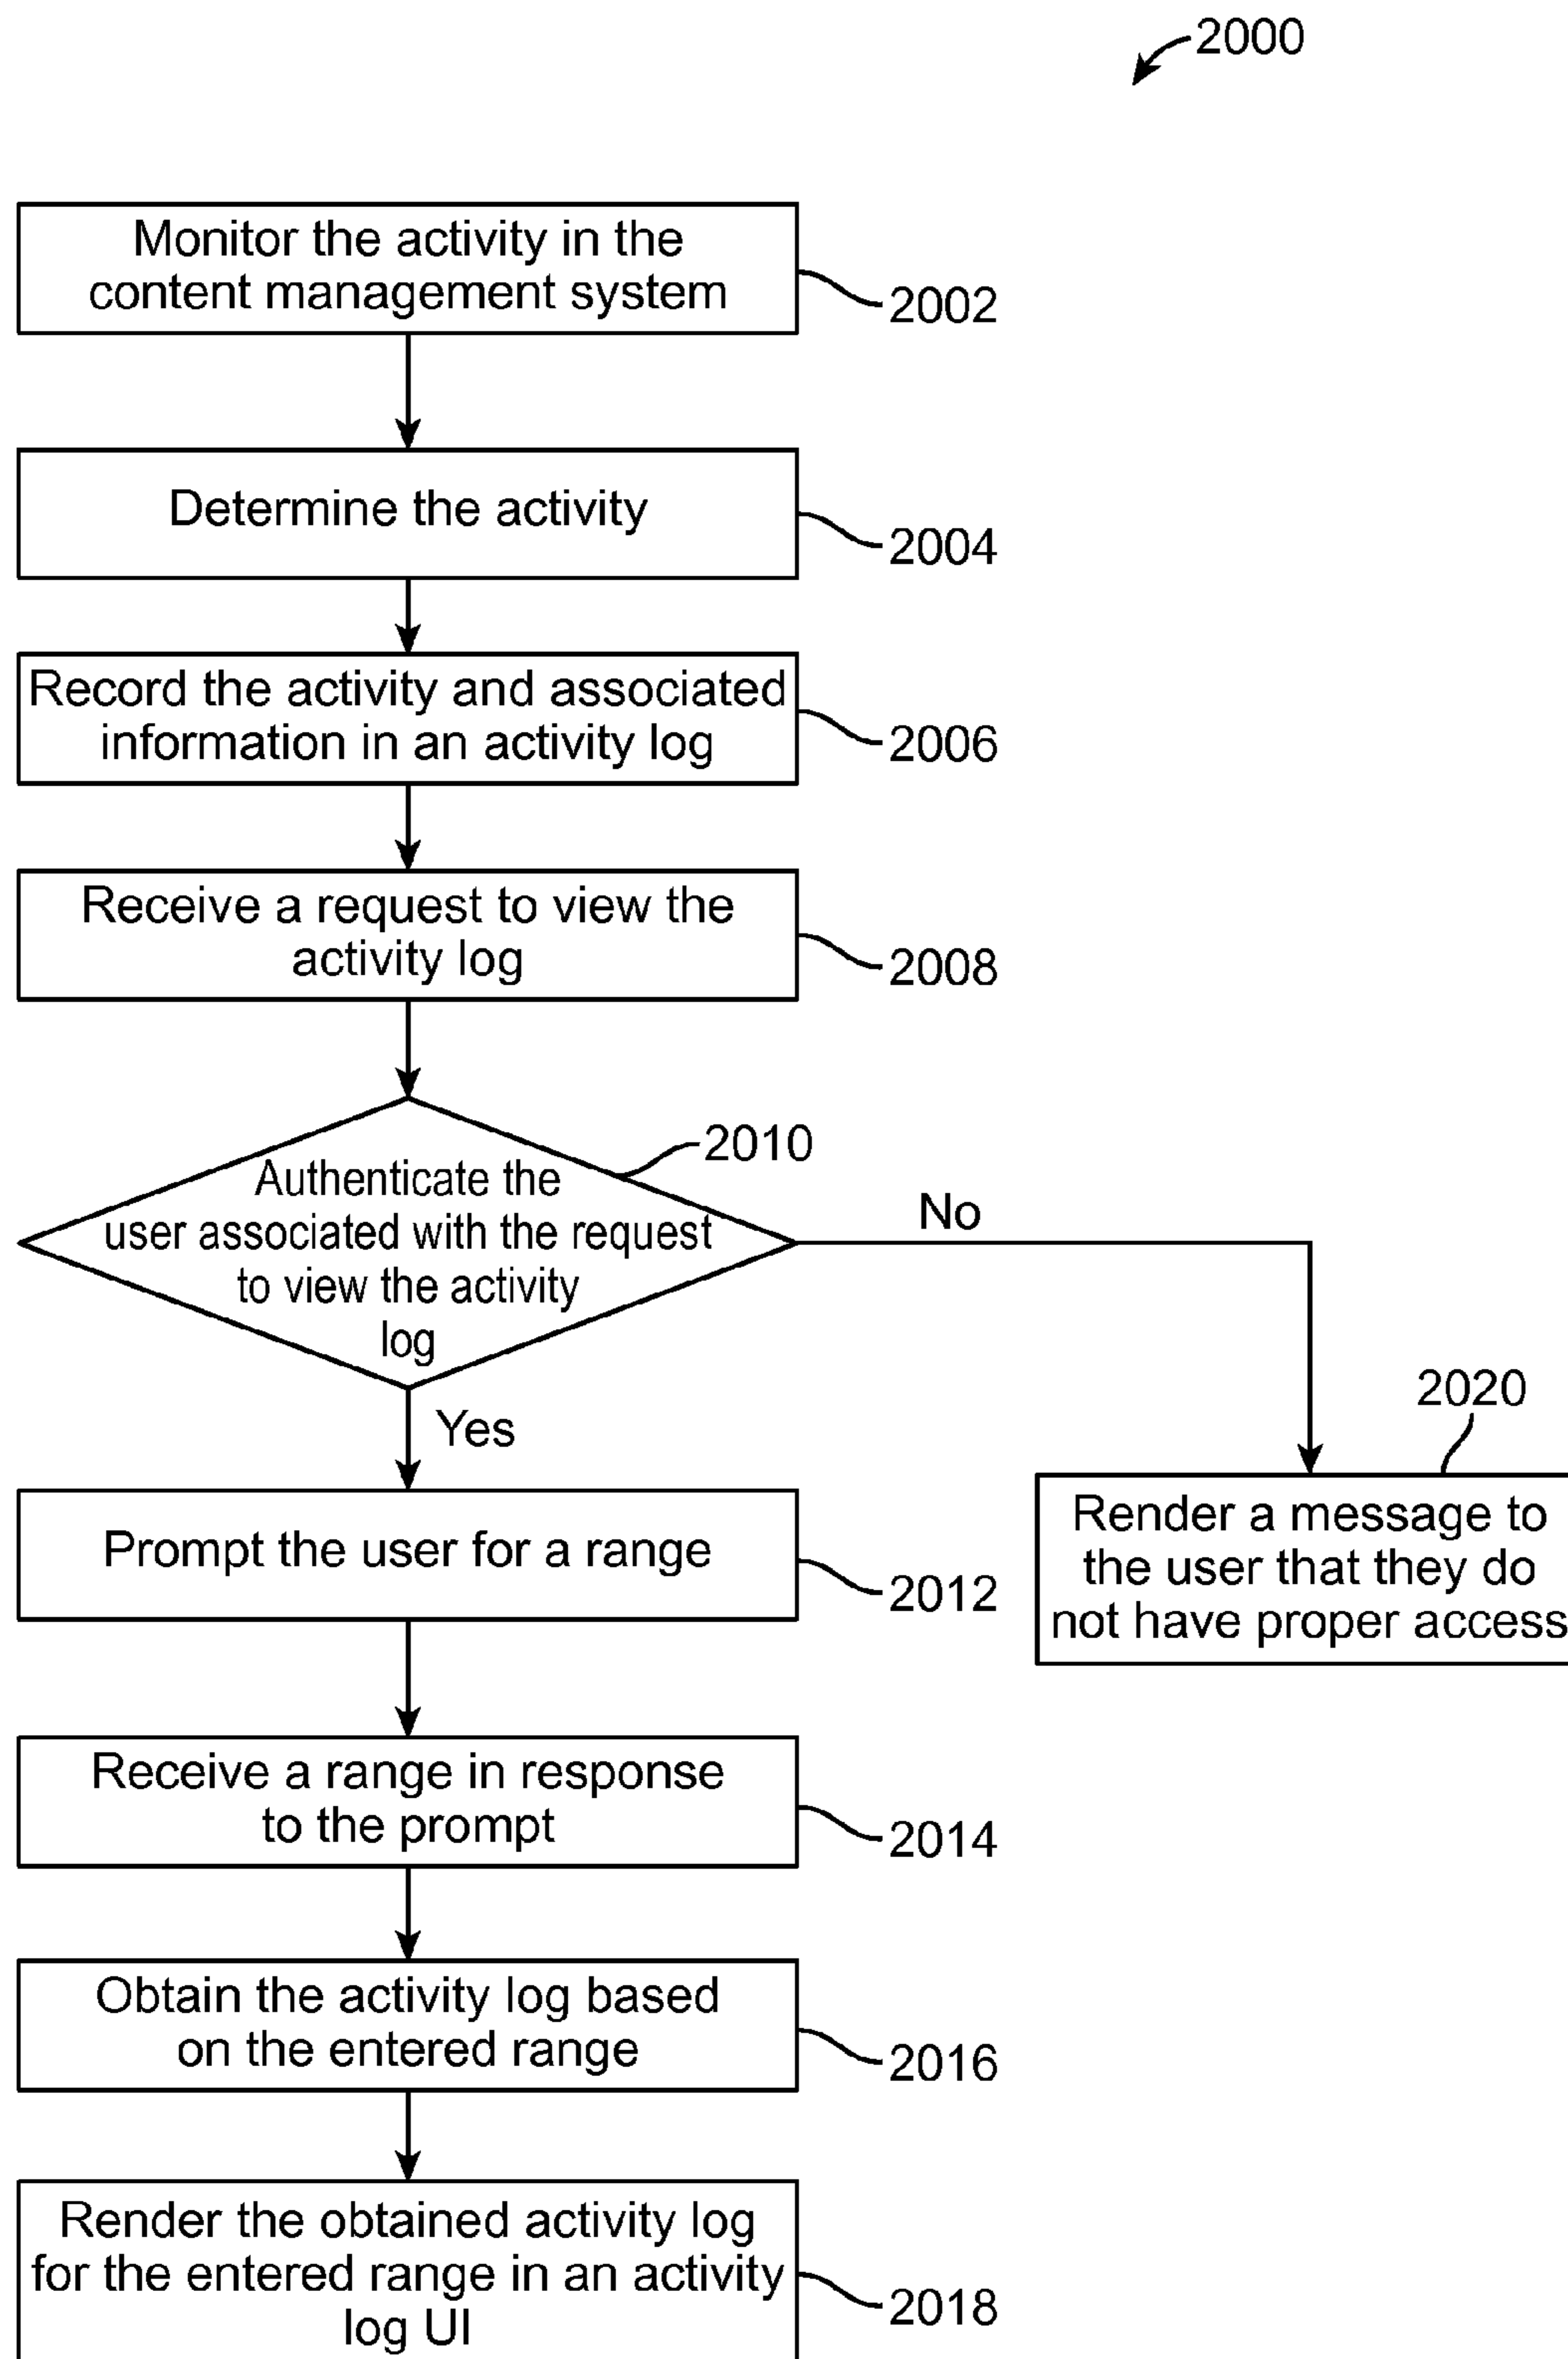 2000
Monitor the activity in the
content management system
2002
Determine the activity
2004
Record the activity and associated
information in an activity log
2006
Receive a request to view the
activity log
2008
2010
Authenticate the
user associated with the request
to view the activity
log
No
Yes
2020
Render a message to
the user that they do
not have proper access
Prompt the user for a range
2012
Receive a range in response
to the prompt
2014
Obtain the activity log based
on the entered range
2016
Render the obtained activity log
for the entered range in an activity
log UI
2018